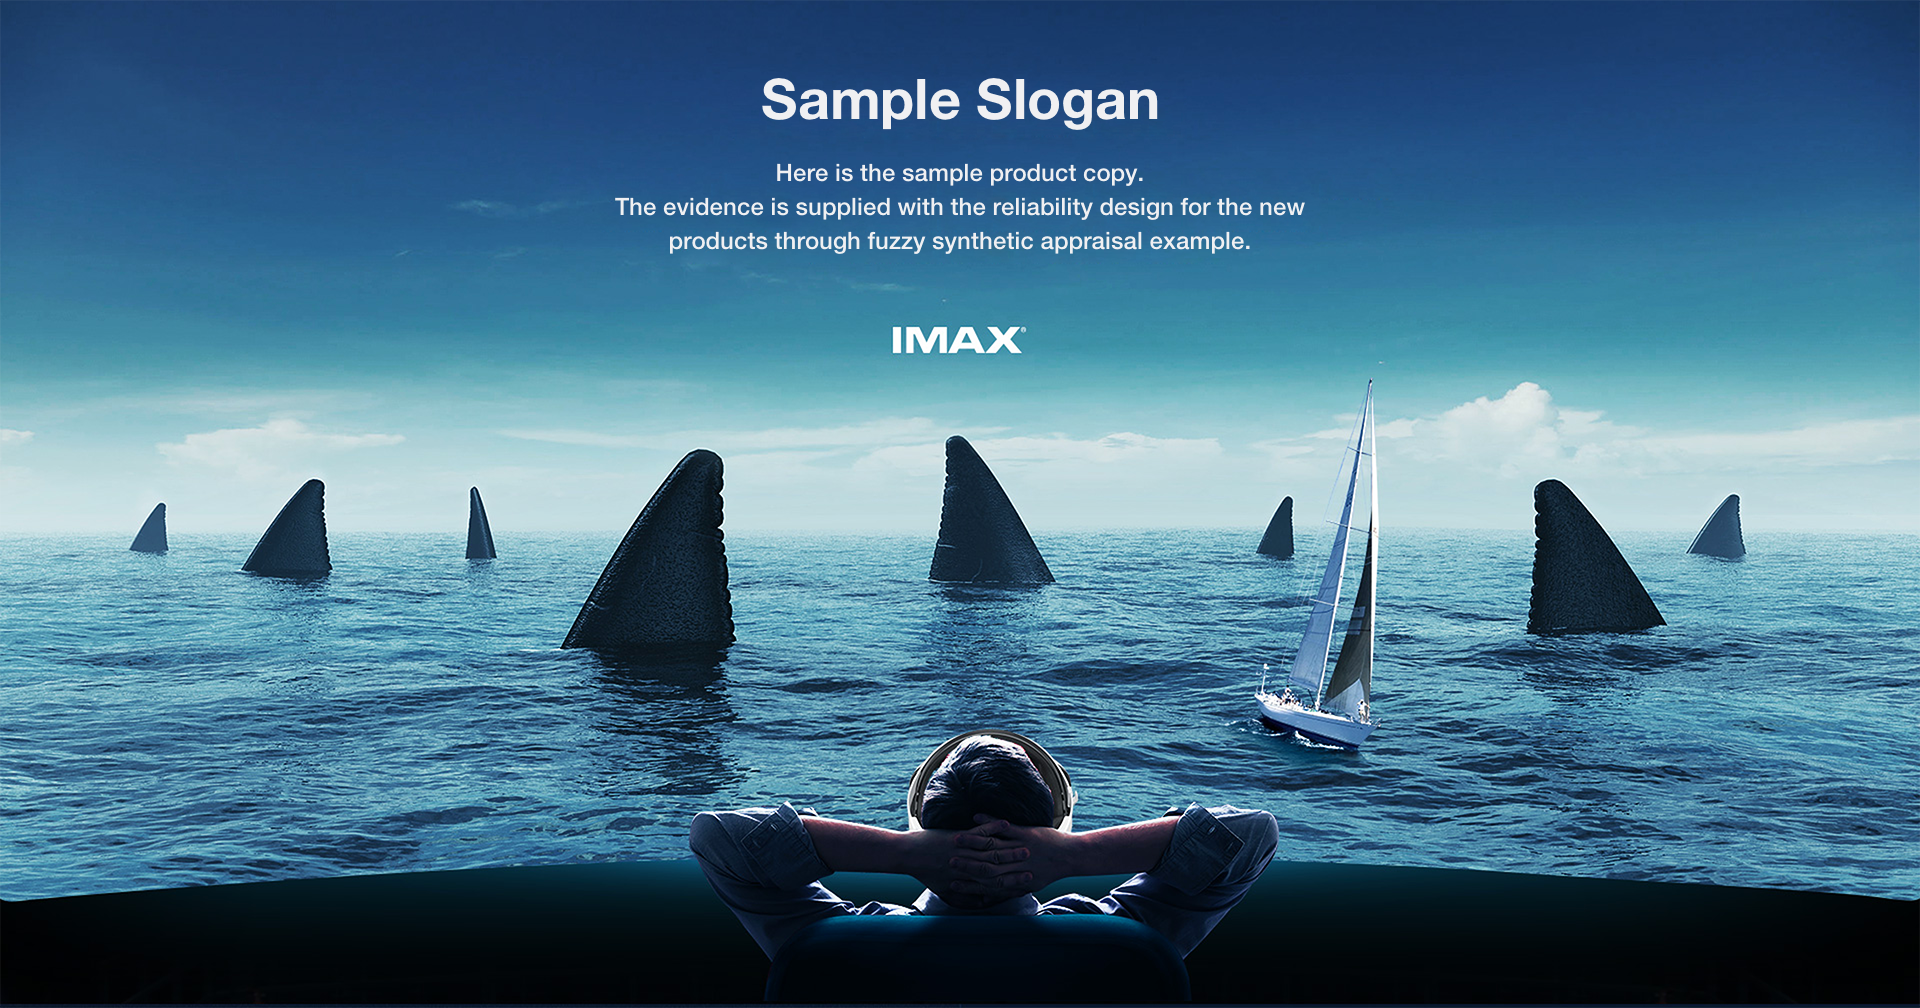 Sample Slogan
Here is the sample product copy.
The evidence is supplied with the reliability design for the new
products through fuzzy synthetic appraisal example.
IMAX®